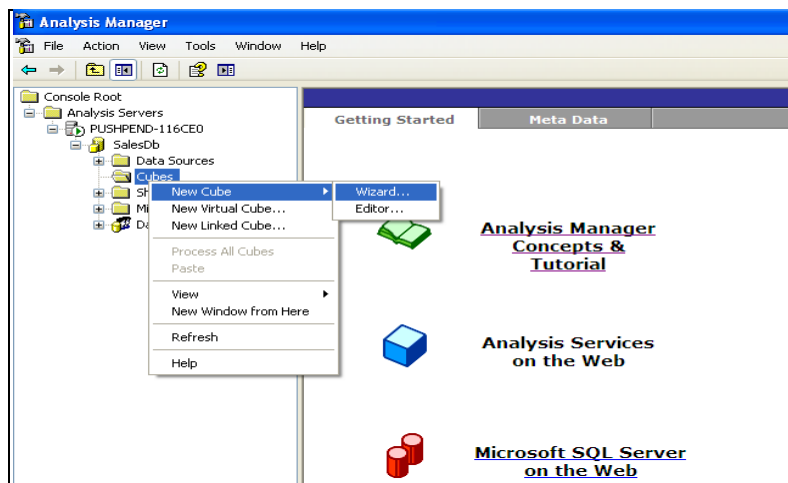 Analysis Manager
File Action View Tools Window Help
Console Root
Analysis Servers
PUSHPEND-116CE0
SalesDb
Data Sources
Cubes
New Cube
Wizard...
New Virtual Cube...
Editor...
New Linked Cube...
Process All Cubes
Paste
View
New Window from Here
Refresh
Help
Getting Started Meta Data
Analysis Manager
Concepts &
Tutorial
Analysis Services
on the Web
Microsoft SQL Server
on the Web